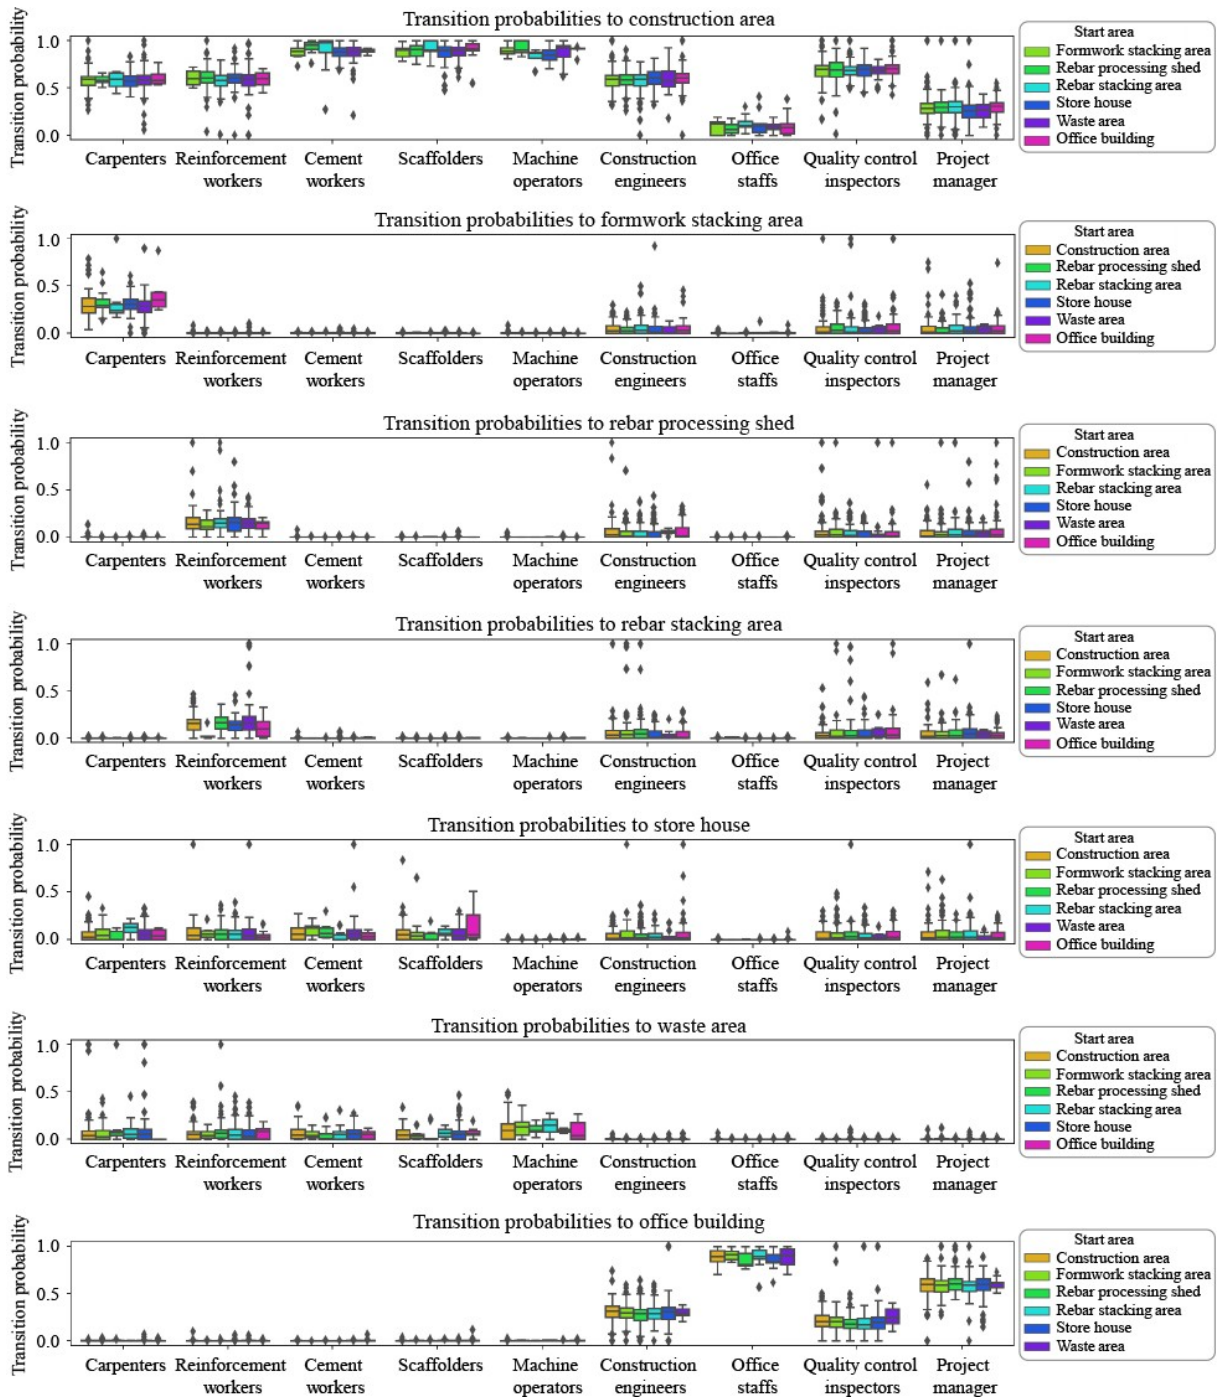 Transition probabilities to construction area
Transition probability
1.0
0.5
0.0
Carpenters
Reinforcement
workers
Cement
workers
Scaffolders
Machine
operators
Construction
engineers
Office
staffs
Quality control
inspectors
Project
manager
Start area
Formwork stacking area
Rebar processing shed
Rebar stacking area
Store house
Waste area
Office building
Transition probabilities to formwork stacking area
Transition probability
1.0
0.5
0.0
Carpenters
Reinforcement
workers
Cement
workers
Scaffolders
Machine
operators
Construction
engineers
Office
staffs
Quality control
inspectors
Project
manager
Start area
Construction area
Rebar processing shed
Rebar stacking area
Store house
Waste area
Office building
Transition probabilities to rebar processing shed
Transition probability
1.0
0.5
0.0
Carpenters
Reinforcement
workers
Cement
workers
Scaffolders
Machine
operators
Construction
engineers
Office
staffs
Quality control
inspectors
Project
manager
Start area
Construction area
Formwork stacking area
Rebar stacking area
Store house
Waste area
Office building
Transition probabilities to rebar stacking area
Transition probability
1.0
0.5
0.0
Carpenters
Reinforcement
workers
Cement
workers
Scaffolders
Machine
operators
Construction
engineers
Office
staffs
Quality control
inspectors
Project
manager
Start area
Construction area
Formwork stacking area
Rebar processing shed
Store house
Waste area
Office building
Transition probabilities to store house
Transition probability
1.0
0.5
0.0
Carpenters
Reinforcement
workers
Cement
workers
Scaffolders
Machine
operators
Construction
engineers
Office
staffs
Quality control
inspectors
Project
manager
Start area
Construction area
Formwork stacking area
Rebar processing shed
Rebar stacking area
Waste area
Office building
Transition probabilities to waste area
Transition probability
1.0
0.5
0.0
Carpenters
Reinforcement
workers
Cement
workers
Scaffolders
Machine
operators
Construction
engineers
Office
staffs
Quality control
inspectors
Project
manager
Start area
Construction area
Formwork stacking area
Rebar processing shed
Rebar stacking area
Store house
Office building
Transition probabilities to office building
Transition probability
1.0
0.5
0.0
Carpenters
Reinforcement
workers
Cement
workers
Scaffolders
Machine
operators
Construction
engineers
Office
staffs
Quality control
inspectors
Project
manager
Start area
Construction area
Formwork stacking area
Rebar processing shed
Rebar stacking area
Store house
Waste area